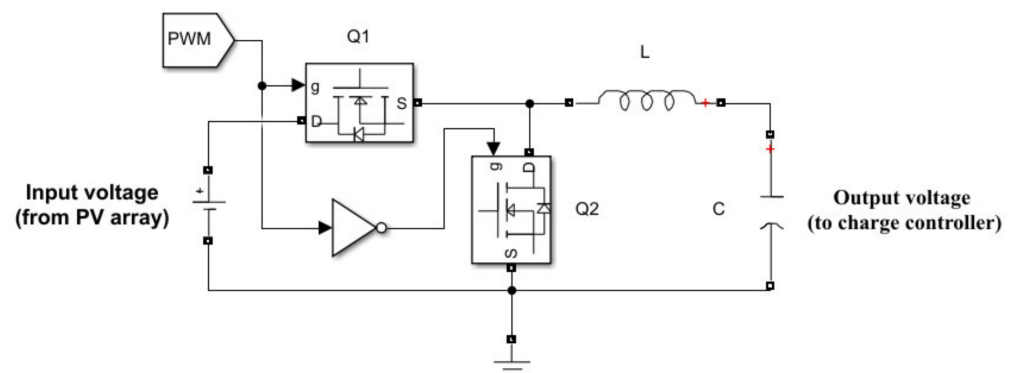 PWM
Q1
L
g
S
D
g
D
+
Input voltage
(from PV array)
Q2
C
Output voltage
(to charge controller)
S